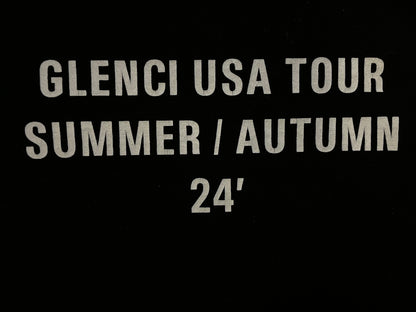 GLENCI USA TOUR
SUMMER / AUTUMN
24'